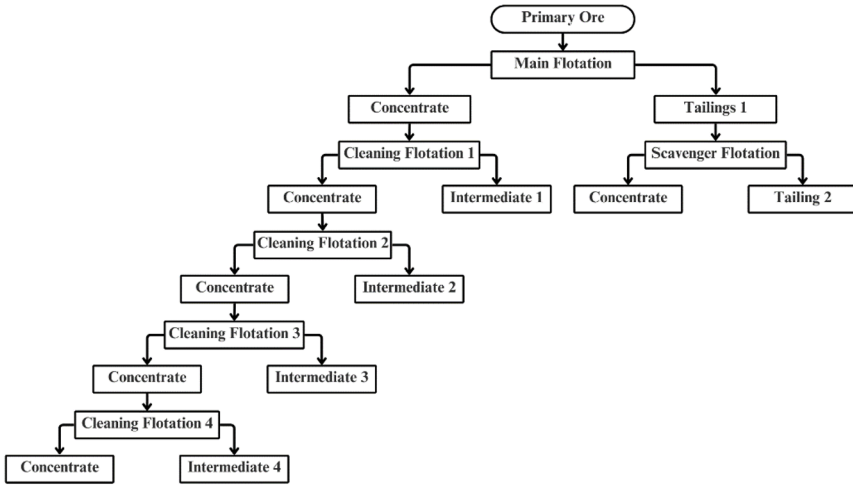 Primary Ore
Main Flotation
Concentrate
Tailings 1
Cleaning Flotation 1
Scavenger Flotation
Concentrate
Intermediate 1
Concentrate
Tailing 2
Cleaning Flotation 2
Concentrate
Intermediate 2
Cleaning Flotation 3
Concentrate
Intermediate 3
Cleaning Flotation 4
Concentrate
Intermediate 4